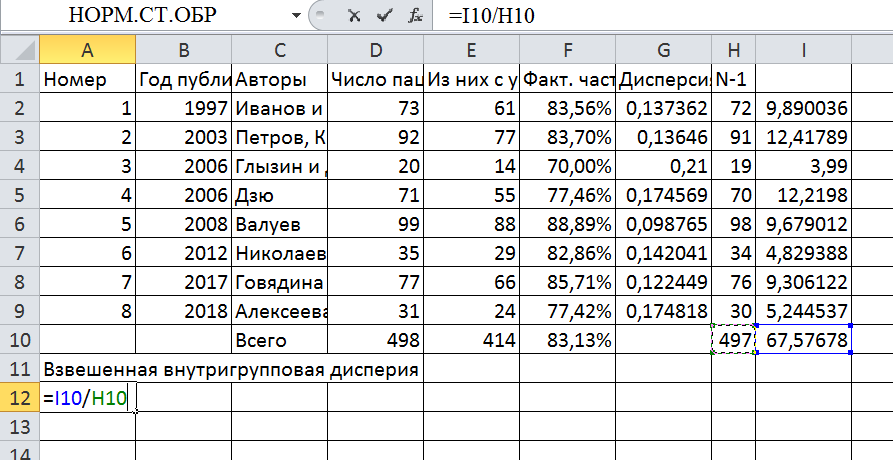 НОРМ.СТ.ОБР fx =I10/H10
A B C D E F G H I
1 Номер Год публи Авторы Число пац Из них с у Факт. част Дисперсия N-1
2 1 1997 Иванов и 73 61 83,56% 0,137362 72 9,890036
3 2 2003 Петров, К 92 77 83,70% 0,13646 91 12,41789
4 3 2006 Глызин и 20 14 70,00% 0,21 19 3,99
5 4 2006 Дзю 71 55 77,46% 0,174569 70 12,2198
6 5 2008 Валуев 99 88 88,89% 0,098765 98 9,679012
7 6 2012 Николаев 35 29 82,86% 0,142041 34 4,829388
8 7 2017 Говядина 77 66 85,71% 0,122449 76 9,306122
9 8 2018 Алексеева 31 24 77,42% 0,174818 30 5,244537
10 Всего 498 414 83,13% 497 67,57678
11 Взвешенная внутригрупповая дисперия
12 =I10/H10
13
14